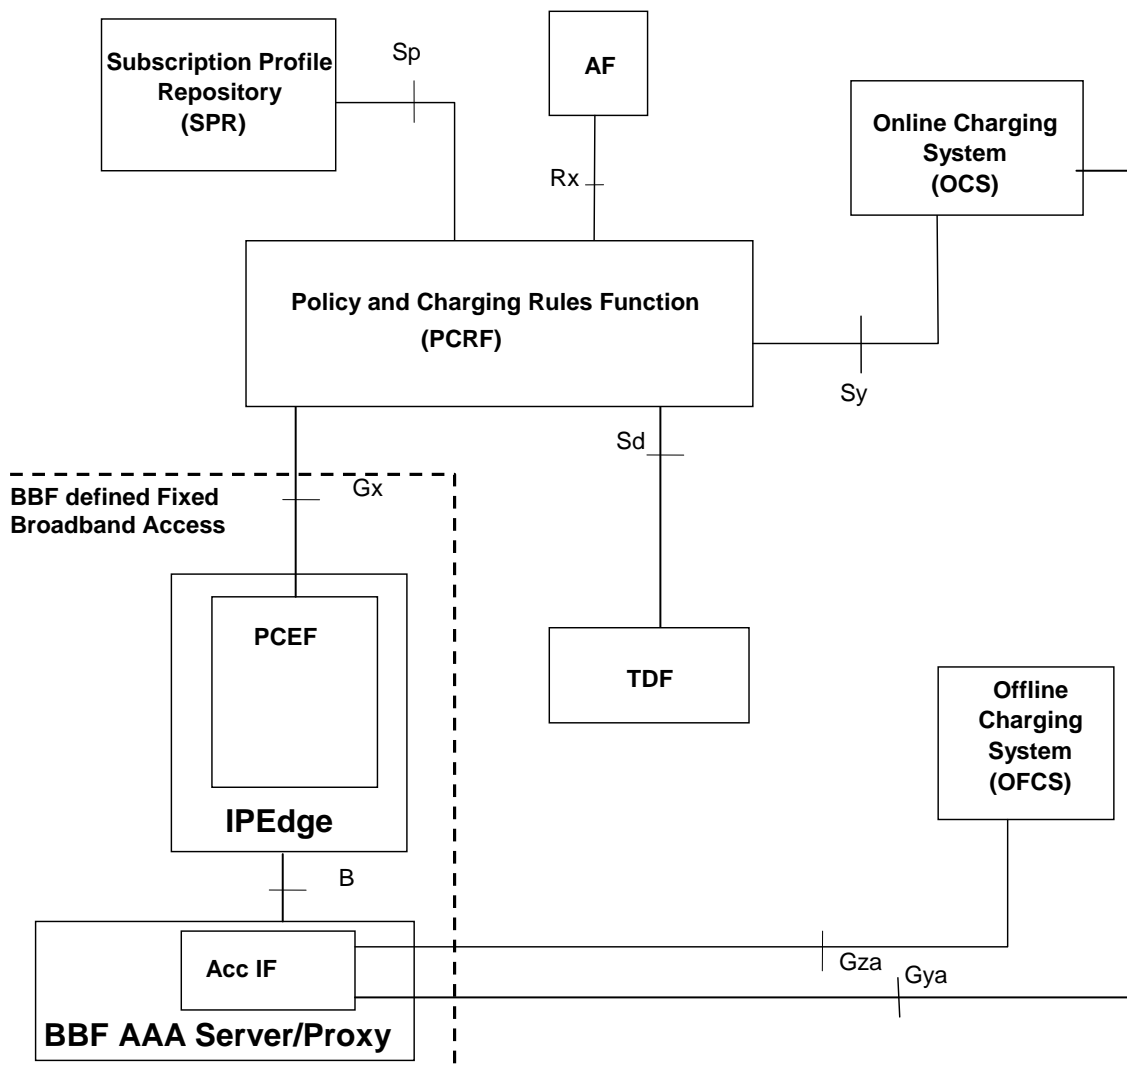 Subscription Profile
Repository
(SPR)
Sp
AF
Rx
Online Charging
System
(OCS)
Policy and Charging Rules Function
(PCRF)
Sy
Sd
Gx
BBF defined Fixed
Broadband Access
PCEF
IPEdge
TDF
Offline
Charging
System
(OFCS)
B
Acc IF
BBF AAA Server/Proxy
Gza
Gya